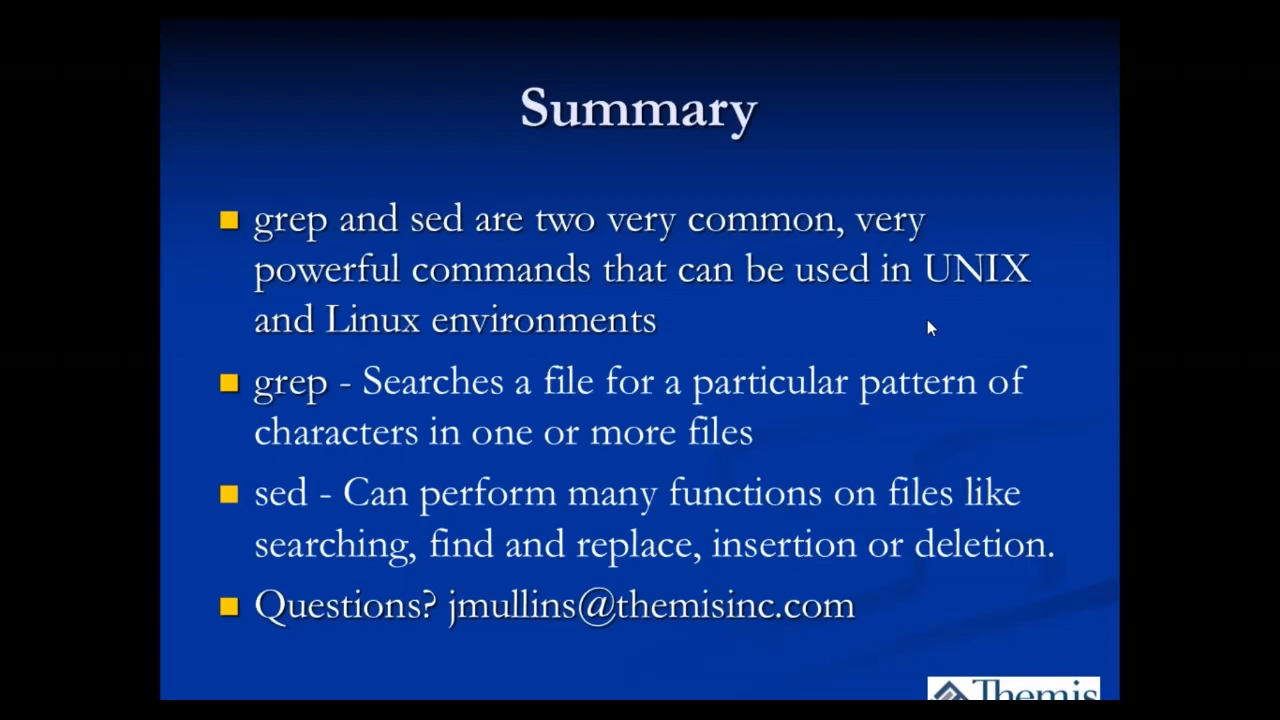 Summary
grep and sed are two very common, very
powerful commands that can be used in UNIX
and Linux environments
grep - Searches a file for a particular pattern of
characters in one or more files
sed - Can perform many functions on files like
searching, find and replace, insertion or deletion.
Questions? jmullins@themisinc.com
Themis